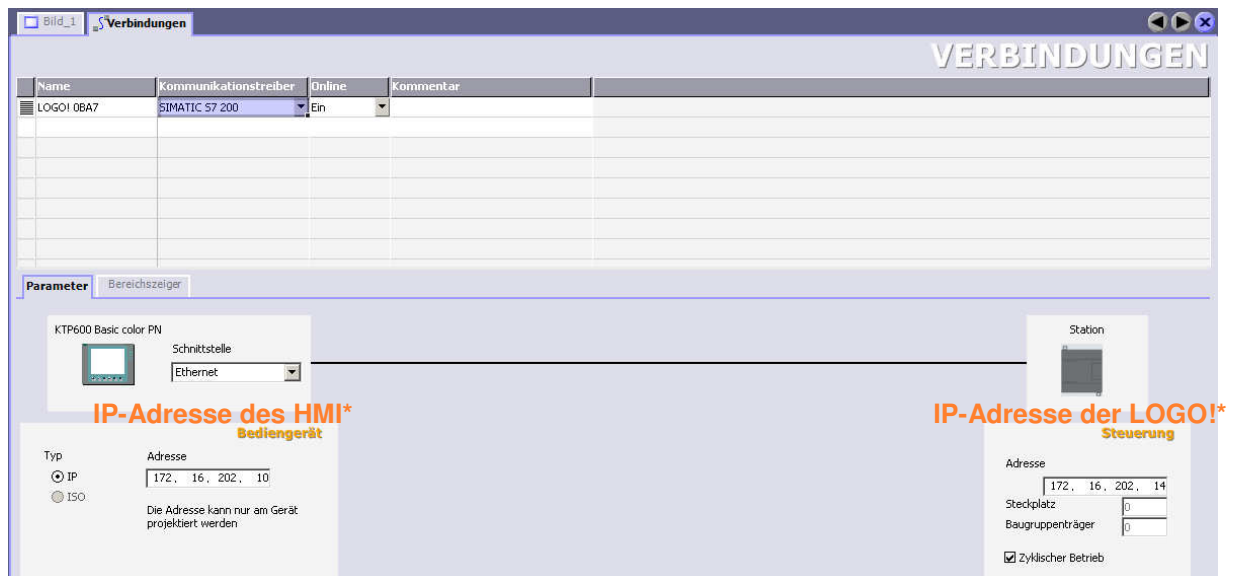 Bild_1 Verbindungen
VERBINDUNGEN
Name Kommunikationstreiber Online Kommentar
LOGO! 0BA7 SIMATIC S7 200 Ein
Parameter Bereichszeiger
KTP600 Basic color PN
Schnittstelle
Ethernet
Station
IP-Adresse des HMI*
Bediengerät
Typ
Adresse
IP
172, 16, 202, 10
ISO
Die Adresse kann nur am Gerät
projektiert werden
IP-Adresse der LOGO!*
Steuerung
Adresse
172, 16, 202, 14
Steckplatz 0
Baugruppenträger 0
Zyklischer Betrieb